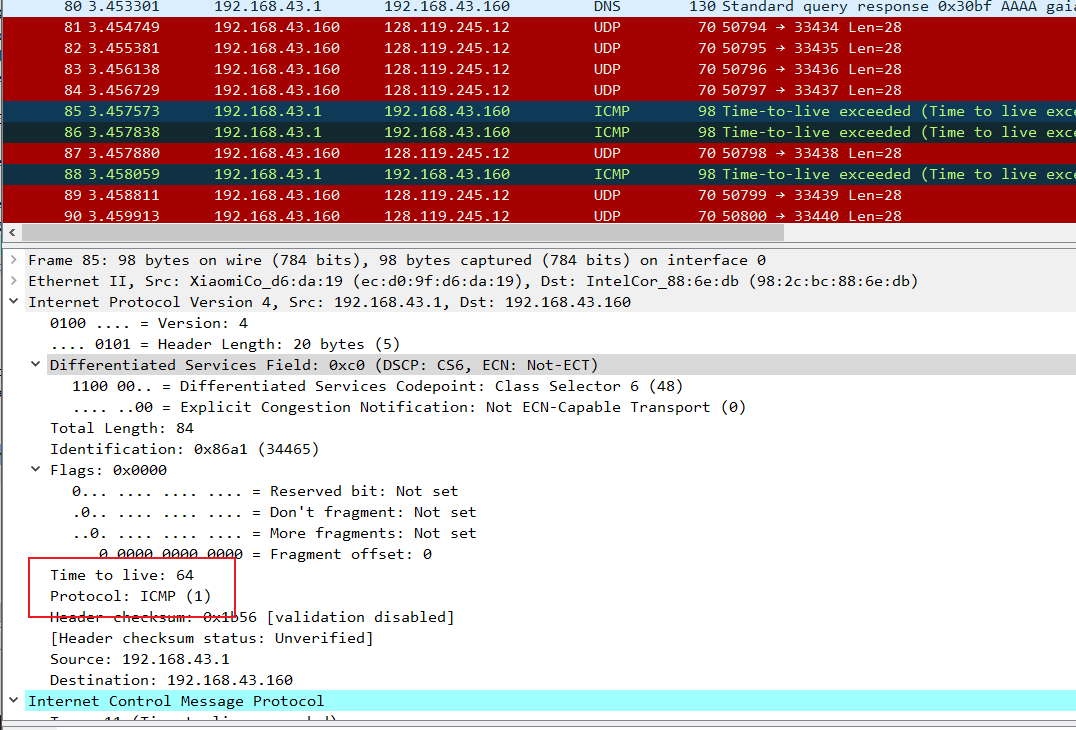 80 3.453301 192.168.43.1 192.168.43.160 DNS 130 Standard query response 0x30bf AAAA gaia
81 3.454749 192.168.43.160 128.119.245.12 UDP 70 50794 → 33434 Len=28
82 3.455381 192.168.43.160 128.119.245.12 UDP 70 50795 → 33435 Len=28
83 3.456138 192.168.43.160 128.119.245.12 UDP 70 50796 → 33436 Len=28
84 3.456729 192.168.43.160 128.119.245.12 UDP 70 50797 → 33437 Len=28
85 3.457573 192.168.43.1 192.168.43.160 ICMP 98 Time-to-live exceeded (Time to live exce
86 3.457838 192.168.43.1 192.168.43.160 ICMP 98 Time-to-live exceeded (Time to live exce
87 3.457880 192.168.43.160 128.119.245.12 UDP 70 50798 → 33438 Len=28
88 3.458059 192.168.43.1 192.168.43.160 ICMP 98 Time-to-live exceeded (Time to live exce
89 3.458811 192.168.43.160 128.119.245.12 UDP 70 50799 → 33439 Len=28
90 3.459913 192.168.43.160 128.119.245.12 UDP 70 50800 → 33440 Len=28
Frame 85: 98 bytes on wire (784 bits), 98 bytes captured (784 bits) on interface 0
Ethernet II, Src: XiaomiCo_d6:da:19 (ec:d0:9f:d6:da:19), Dst: IntelCor_88:6e:db (98:2c:bc:88:6e:db)
Internet Protocol Version 4, Src: 192.168.43.1, Dst: 192.168.43.160
0100 .... = Version: 4
.... 0101 = Header Length: 20 bytes (5)
Differentiated Services Field: 0xc0 (DSCP: CS6, ECN: Not-ECT)
1100 00.. = Differentiated Services Codepoint: Class Selector 6 (48)
.... ..00 = Explicit Congestion Notification: Not ECN-Capable Transport (0)
Total Length: 84
Identification: 0x86a1 (34465)
Flags: 0x0000
0... .... .... .... = Reserved bit: Not set
.0.. .... .... .... = Don't fragment: Not set
..0. .... .... .... = More fragments: Not set
...0 0000 0000 0000 = Fragment offset: 0
Time to live: 64
Protocol: ICMP (1)
Header checksum: 0x1b56 [validation disabled]
[Header checksum status: Unverified]
Source: 192.168.43.1
Destination: 192.168.43.160
Internet Control Message Protocol